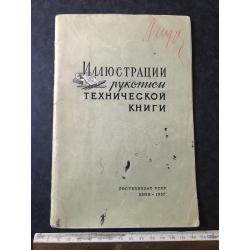 ИЛЛЮСТРАЦИИ
рукописи
ТЕХНИЧЕСКОЙ
КНИГИ
ГОСТЕХИЗДАТ УССР
КИЕВ - 1957